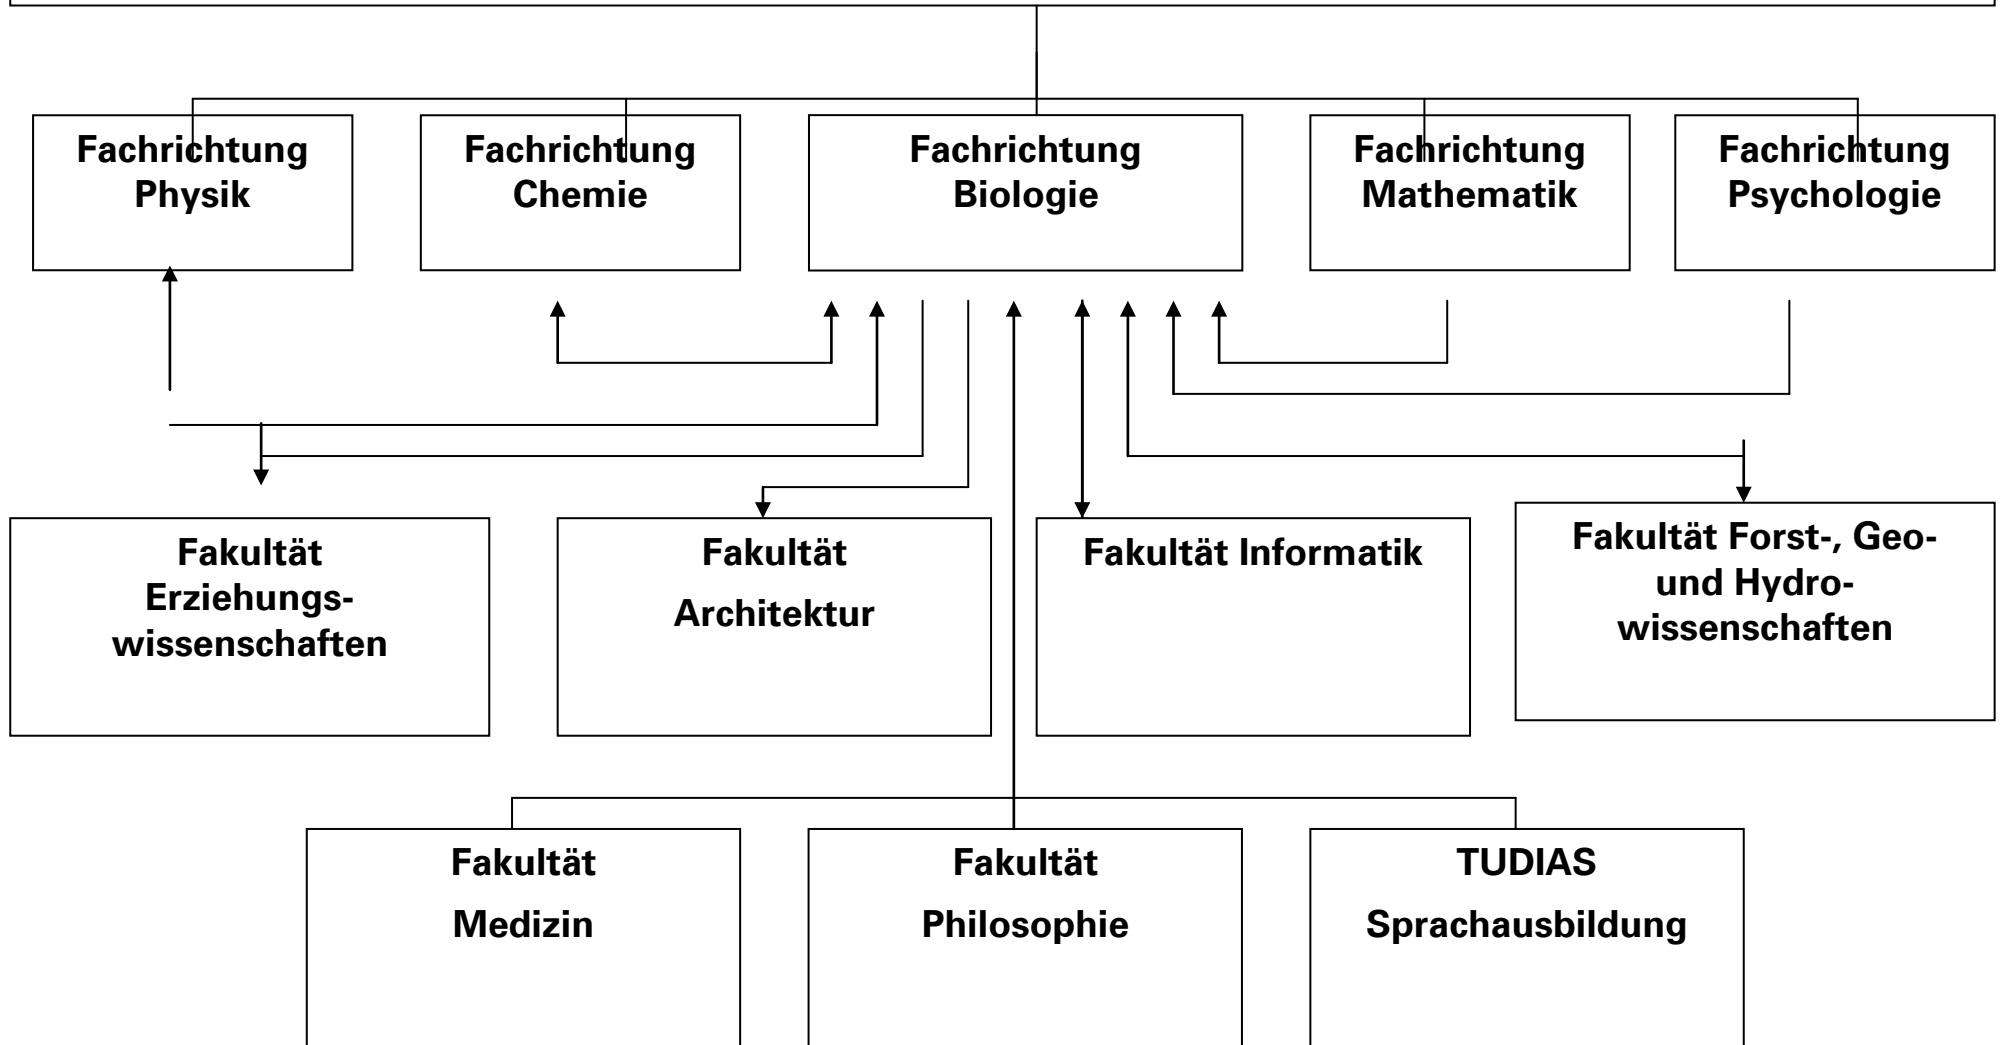 Fachrichtung
Physik
Fachrichtung
Chemie
Fachrichtung
Biologie
Fachrichtung
Mathematik
Fachrichtung
Psychologie
Fakultät
Erziehungs-
wissenschaften
Fakultät
Architektur
Fakultät Informatik
Fakultät Forst-, Geo-
und Hydro-
wissenschaften
Fakultät
Medizin
Fakultät
Philosophie
TUDIAS
Sprachausbildung